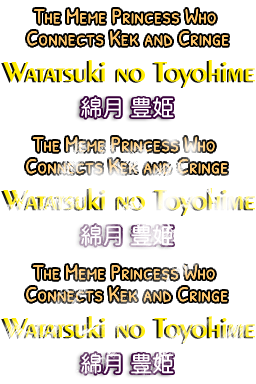 The Meme Princess Who
Connects Kek and Cringe
Watatsuki no Toyohime
綿月 豊姫
The Meme Princess Who
Connects Kek and Cringe
Watatsuki no Toyohime
綿月 豊姫
The Meme Princess Who
Connects Kek and Cringe
Watatsuki no Toyohime
綿月 豊姫